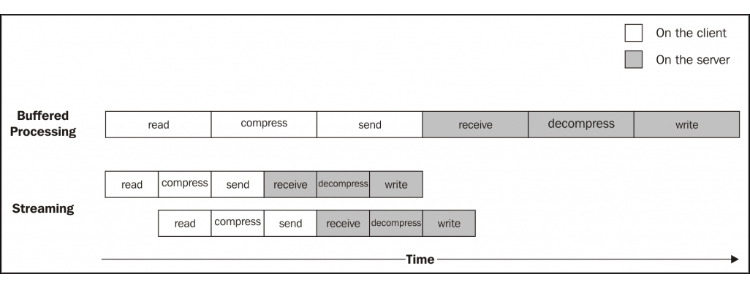 On the client
On the server
Buffered
Processing
read compress send receive decompress write
Streaming
read compress send receive decompress write
read compress send receive decompress write
Time